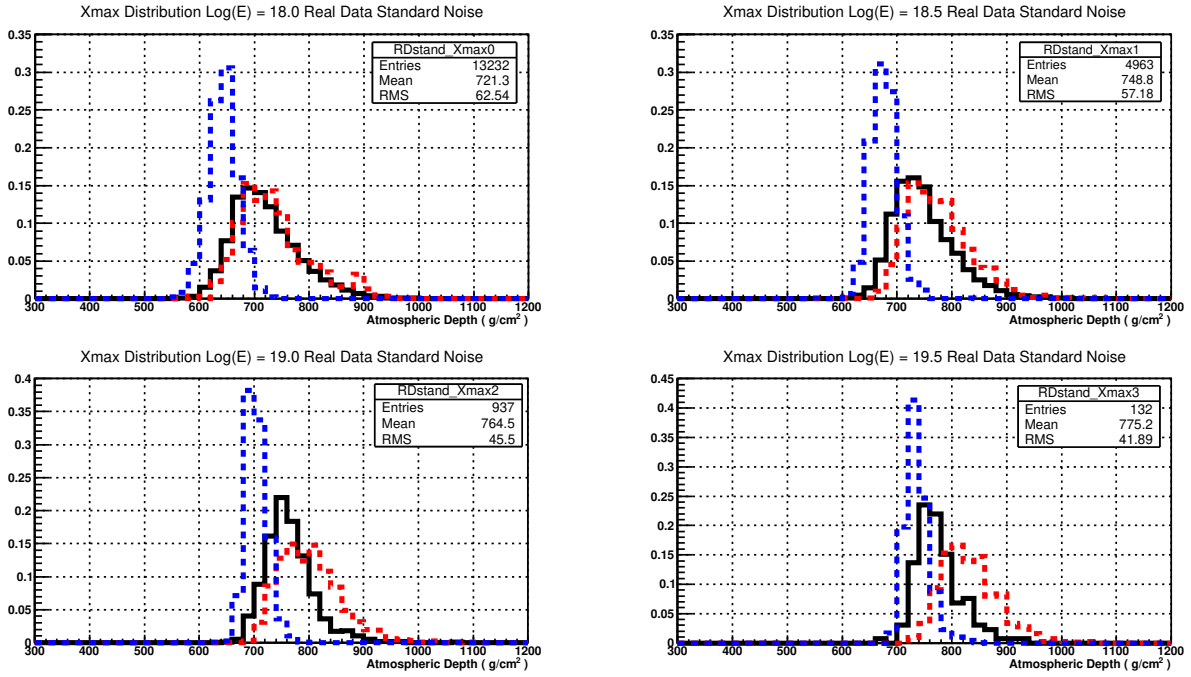 Xmax Distribution Log(E) = 18.0 Real Data Standard Noise
RDstand_Xmax0
Entries 13232
Mean 721.3
RMS 62.54
0.35
0.3
0.25
0.2
0.15
0.1
0.05
0
300 400 500 600 700 800 900 1000 1100 1200
Atmospheric Depth ( g/cm²)
Xmax Distribution Log(E) = 18.5 Real Data Standard Noise
RDstand_Xmax1
Entries 4963
Mean 748.8
RMS 57.18
0.35
0.3
0.25
0.2
0.15
0.1
0.05
0
300 400 500 600 700 800 900 1000 1100 1200
Atmospheric Depth ( g/cm²)
Xmax Distribution Log(E) = 19.0 Real Data Standard Noise
RDstand_Xmax2
Entries 937
Mean 764.5
RMS 45.5
0.4
0.35
0.3
0.25
0.2
0.15
0.1
0.05
0
300 400 500 600 700 800 900 1000 1100 1200
Atmospheric Depth ( g/cm²)
Xmax Distribution Log(E) = 19.5 Real Data Standard Noise
RDstand_Xmax3
Entries 132
Mean 775.2
RMS 41.89
0.45
0.4
0.35
0.3
0.25
0.2
0.15
0.1
0.05
0
300 400 500 600 700 800 900 1000 1100 1200
Atmospheric Depth ( g/cm²)